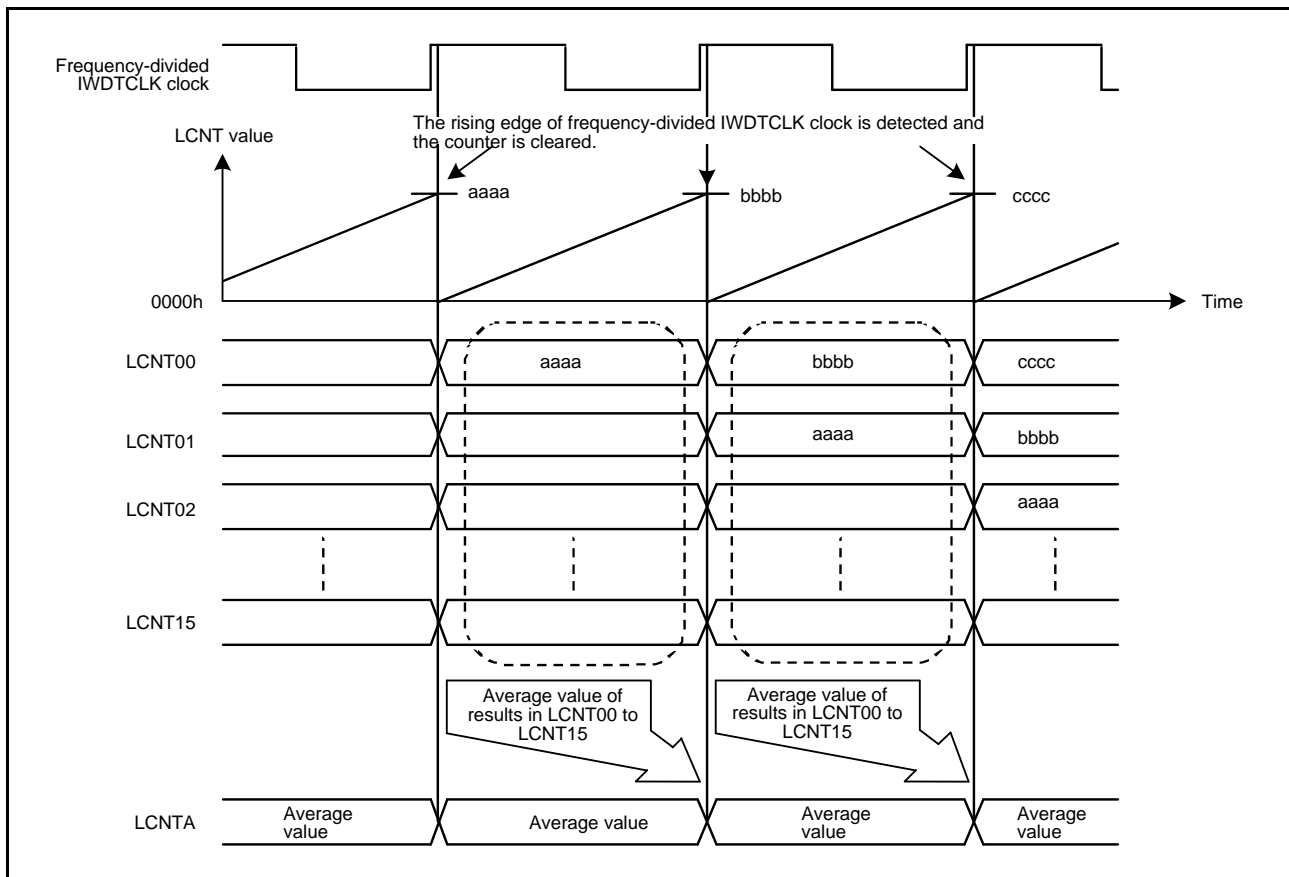 Frequency-divided
IWDTCLK clock
The rising edge of frequency-divided IWDTCLK clock is detected and
the counter is cleared.
LCNT value
aaaa
bbbb
cccc
0000h
Time
LCNT00
aaaa
bbbb
cccc
LCNT01
aaaa
bbbb
LCNT02
aaaa
LCNT15
Average value of
results in LCNT00 to
LCNT15
Average value of
results in LCNT00 to
LCNT15
LCNTA
Average
value
Average value
Average
value
Average
value